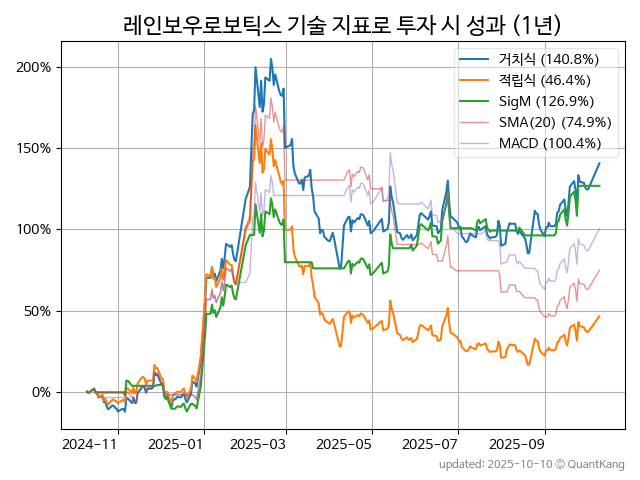 레인보우로보틱스 기술 지표로 투자 시 성과 (1년)
거치식 (140.8%)
적립식 (46.4%)
SigM (126.9%)
SMA(20) (74.9%)
MACD (100.4%)
200%
150%
100%
50%
0%
2024-11 2025-01 2025-03 2025-05 2025-07 2025-09
updated: 2025-10-10 © QuantKang